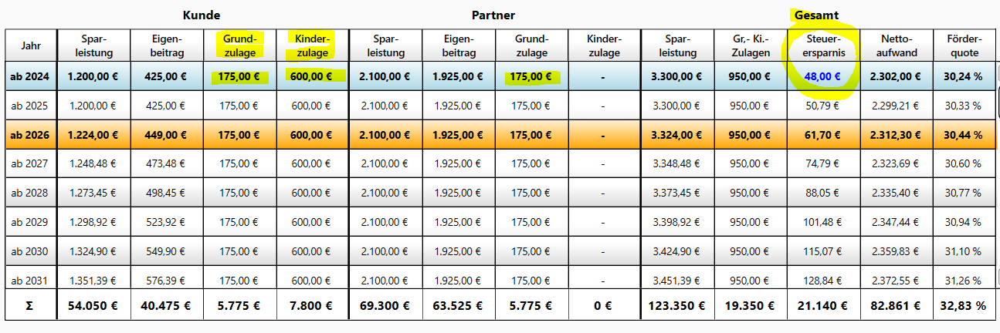 Kunde Partner Gesamt
Jahr Spar-leistung Eigen-beitrag Grund-zulage Kinder-zulage Spar-leistung Eigen-beitrag Grund-zulage Kinder-zulage Spar-leistung Gr,- Ki.-Zulagen Steuer-ersparnis Netto-aufwand Förder-quote
ab 2024 1.200,00 € 425,00 € 175,00 € 600,00 € 2.100,00 € 1.925,00 € 175,00 € - 3.300,00 € 950,00 € 48,00 € 2.302,00 € 30,24 %
ab 2025 1.200,00 € 425,00 € 175,00 € 600,00 € 2.100,00 € 1.925,00 € 175,00 € - 3.300,00 € 950,00 € 50,79 € 2.299,21 € 30,33 %
ab 2026 1.224,00 € 449,00 € 175,00 € 600,00 € 2.100,00 € 1.925,00 € 175,00 € - 3.324,00 € 950,00 € 61,70 € 2.312,30 € 30,44 %
ab 2027 1.248,48 € 473,48 € 175,00 € 600,00 € 2.100,00 € 1.925,00 € 175,00 € - 3.348,48 € 950,00 € 74,79 € 2.323,69 € 30,60 %
ab 2028 1.273,45 € 498,45 € 175,00 € 600,00 € 2.100,00 € 1.925,00 € 175,00 € - 3.373,45 € 950,00 € 88,05 € 2.335,40 € 30,77 %
ab 2029 1.298,92 € 523,92 € 175,00 € 600,00 € 2.100,00 € 1.925,00 € 175,00 € - 3.398,92 € 950,00 € 101,48 € 2.347,44 € 30,94 %
ab 2030 1.324,90 € 549,90 € 175,00 € 600,00 € 2.100,00 € 1.925,00 € 175,00 € - 3.424,90 € 950,00 € 115,07 € 2.359,83 € 31,10 %
ab 2031 1.351,39 € 576,39 € 175,00 € 600,00 € 2.100,00 € 1.925,00 € 175,00 € - 3.451,39 € 950,00 € 128,84 € 2.372,55 € 31,26 %
Σ 54.050 € 40.475 € 5.775 € 7.800 € 69.300 € 63.525 € 5.775 € 0 € 123.350 € 19.350 € 21.140 € 82.861 € 32,83 %